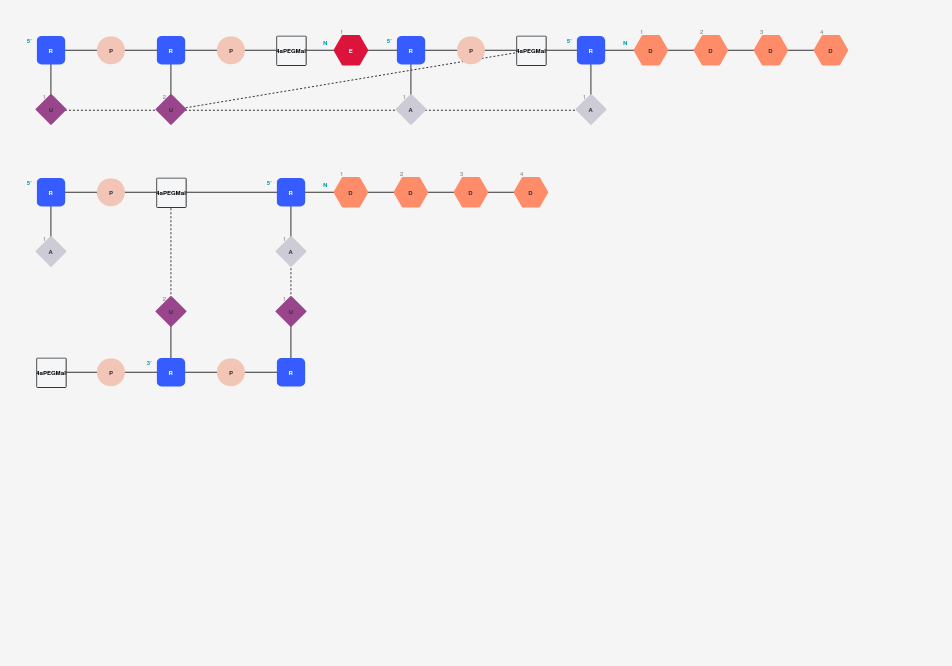 1 1 2 3 4
5' R P R P 4aPEGMal N E 5' R P 4aPEGMal 5' R N D D D D
1 U 2 U 1 A 1 A
1 2 3 4
5' R P 4aPEGMal 5' R N D D D D
1 A 1 A
2 U 1 U
4aPEGMal P 3' R P R